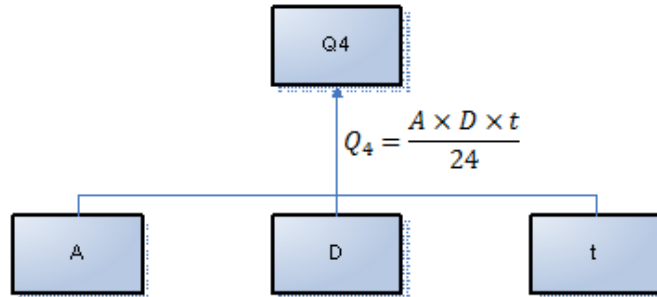 Q4
Q₄ = (A × D × t) / 24
A D t